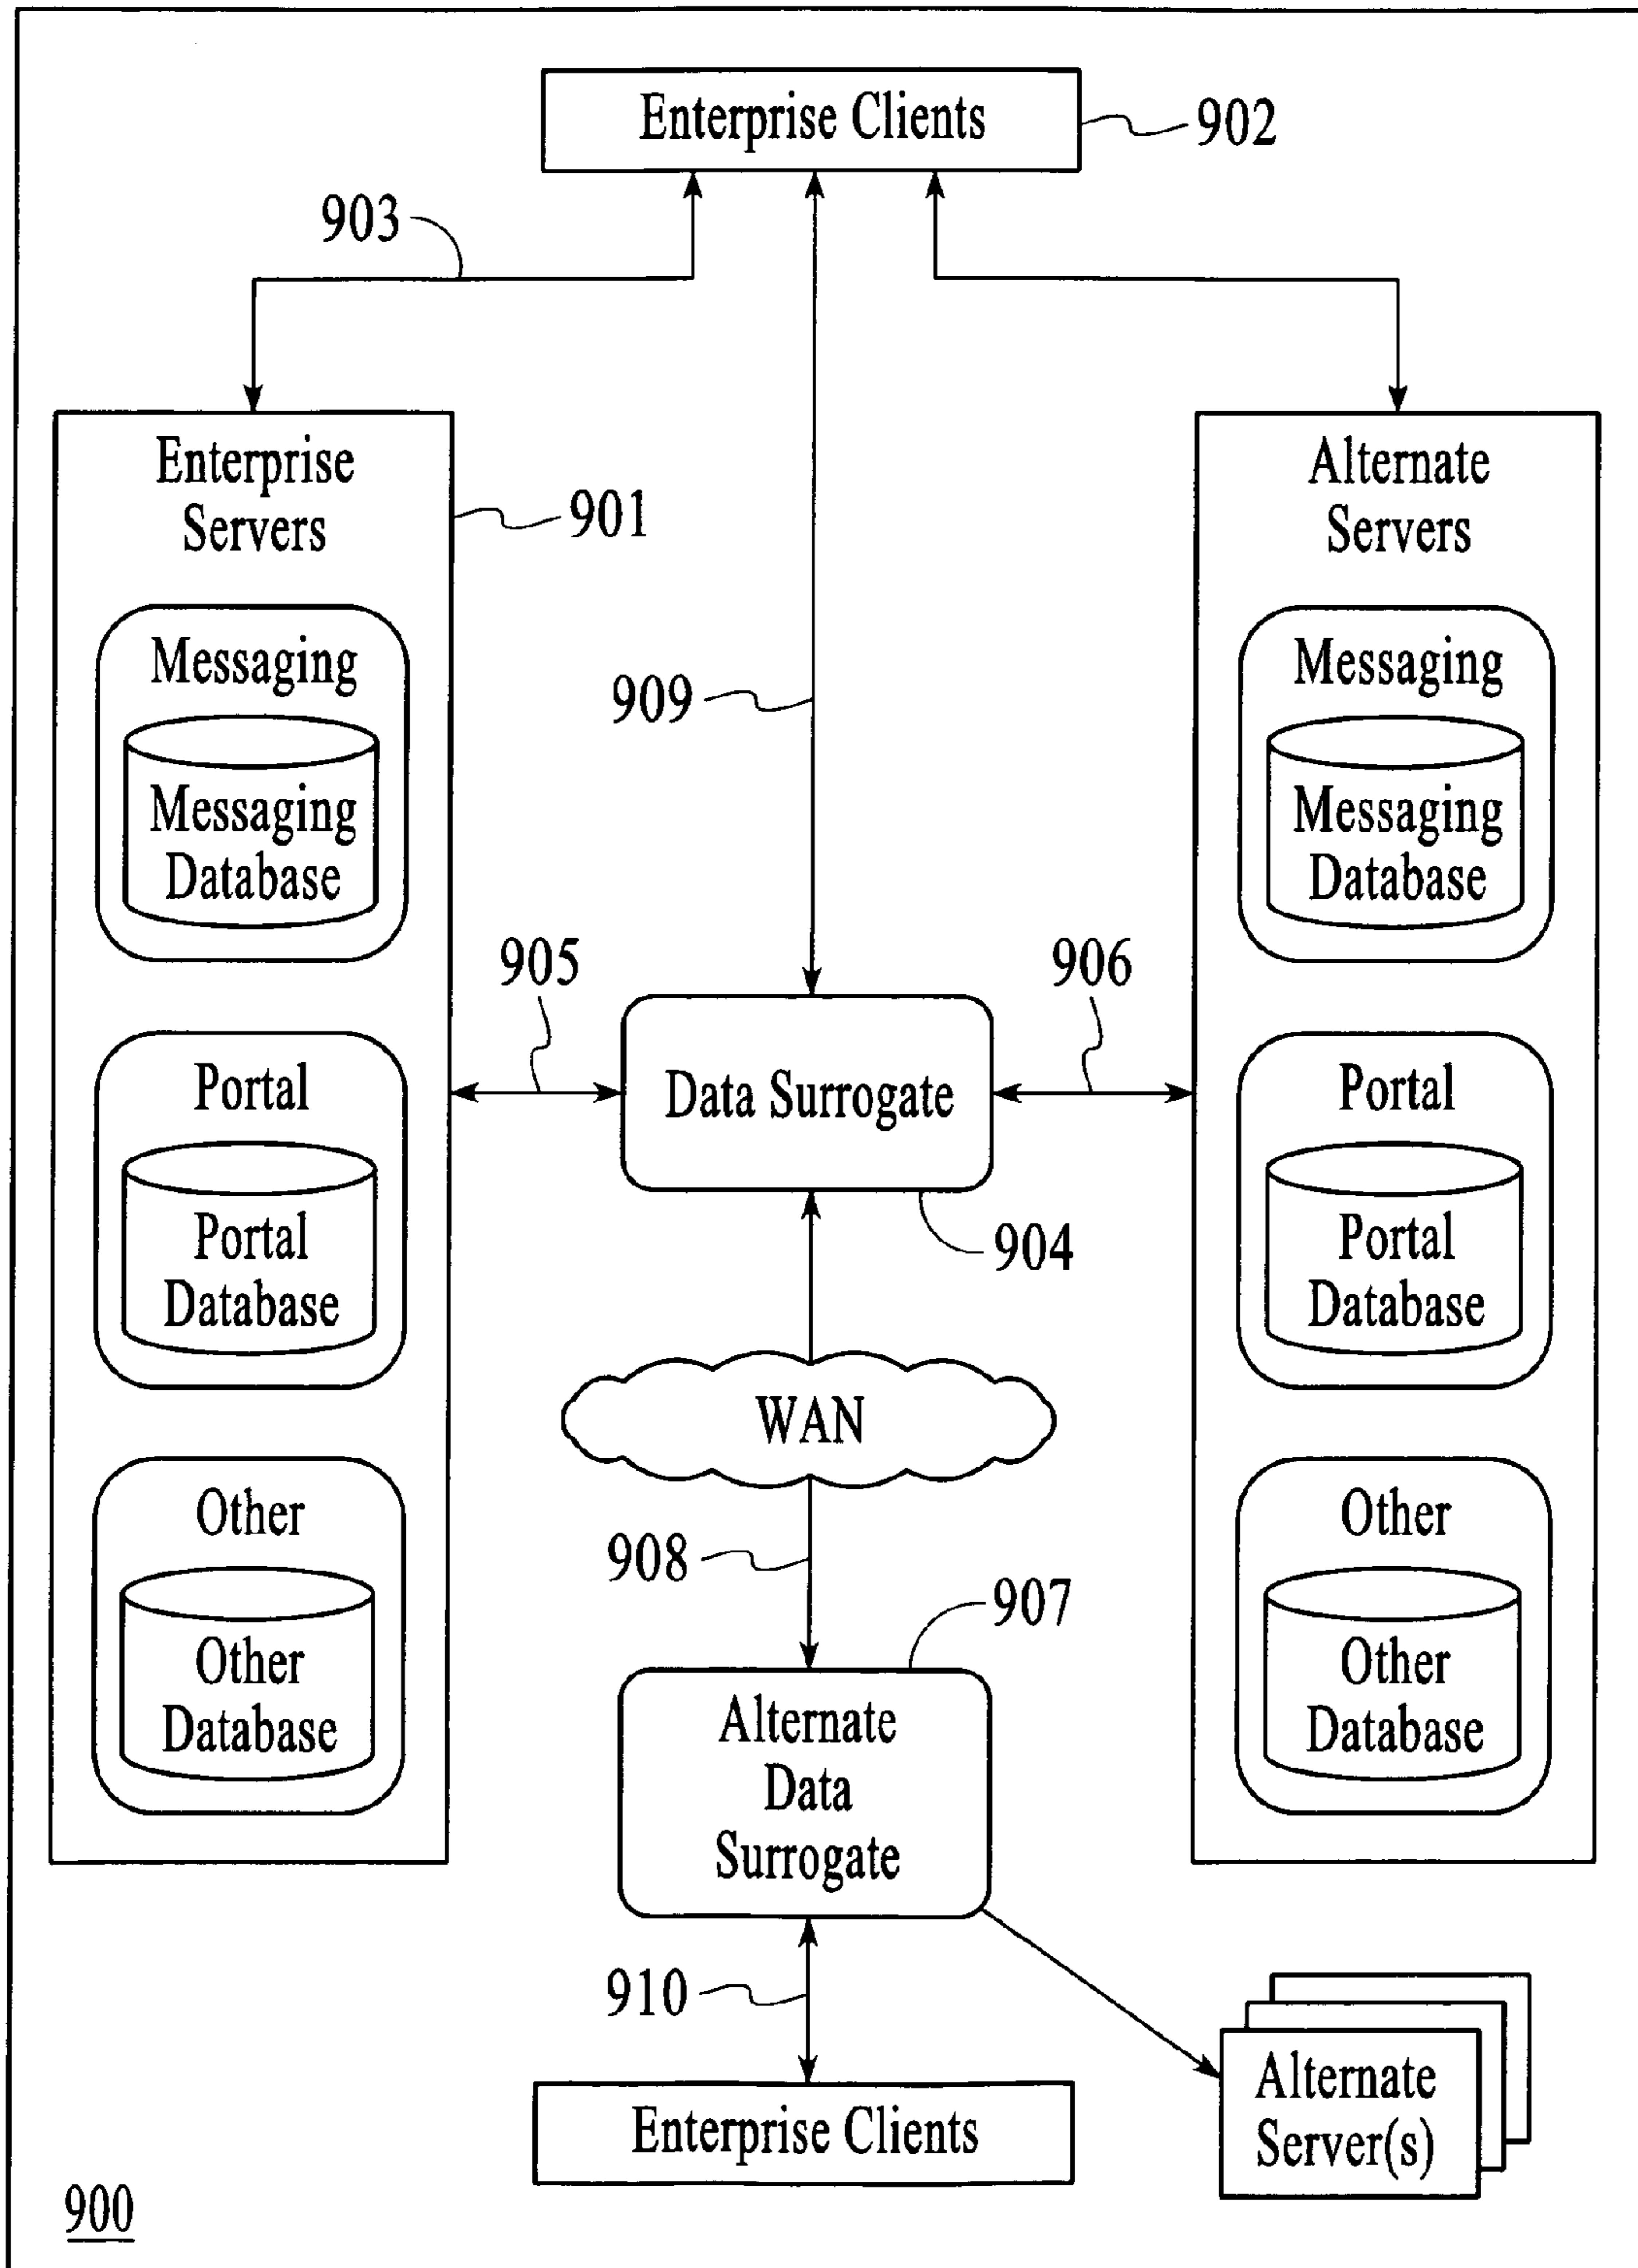 Enterprise Clients
902
903
Enterprise
Servers
901
Alternate
Servers
Messaging
Messaging
Database
909
Messaging
Messaging
Database
905
906
Portal
Portal
Database
Data Surrogate
904
Portal
Portal
Database
WAN
Other
Other
Database
908
907
Other
Other
Database
Alternate
Data
Surrogate
910
Enterprise Clients
Alternate
Server(s)
900